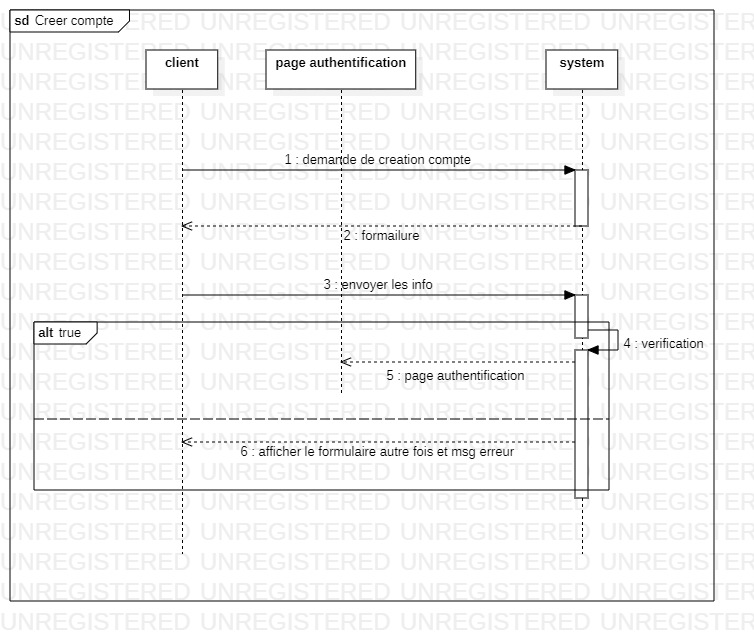 sd Creer compte
client
page authentification
system
1 : demande de creation compte
2 : formailure
3 : envoyer les info
alt true
4 : verification
5 : page authentification
6 : afficher le formulaire autre fois et msg erreur
UNREGISTERED